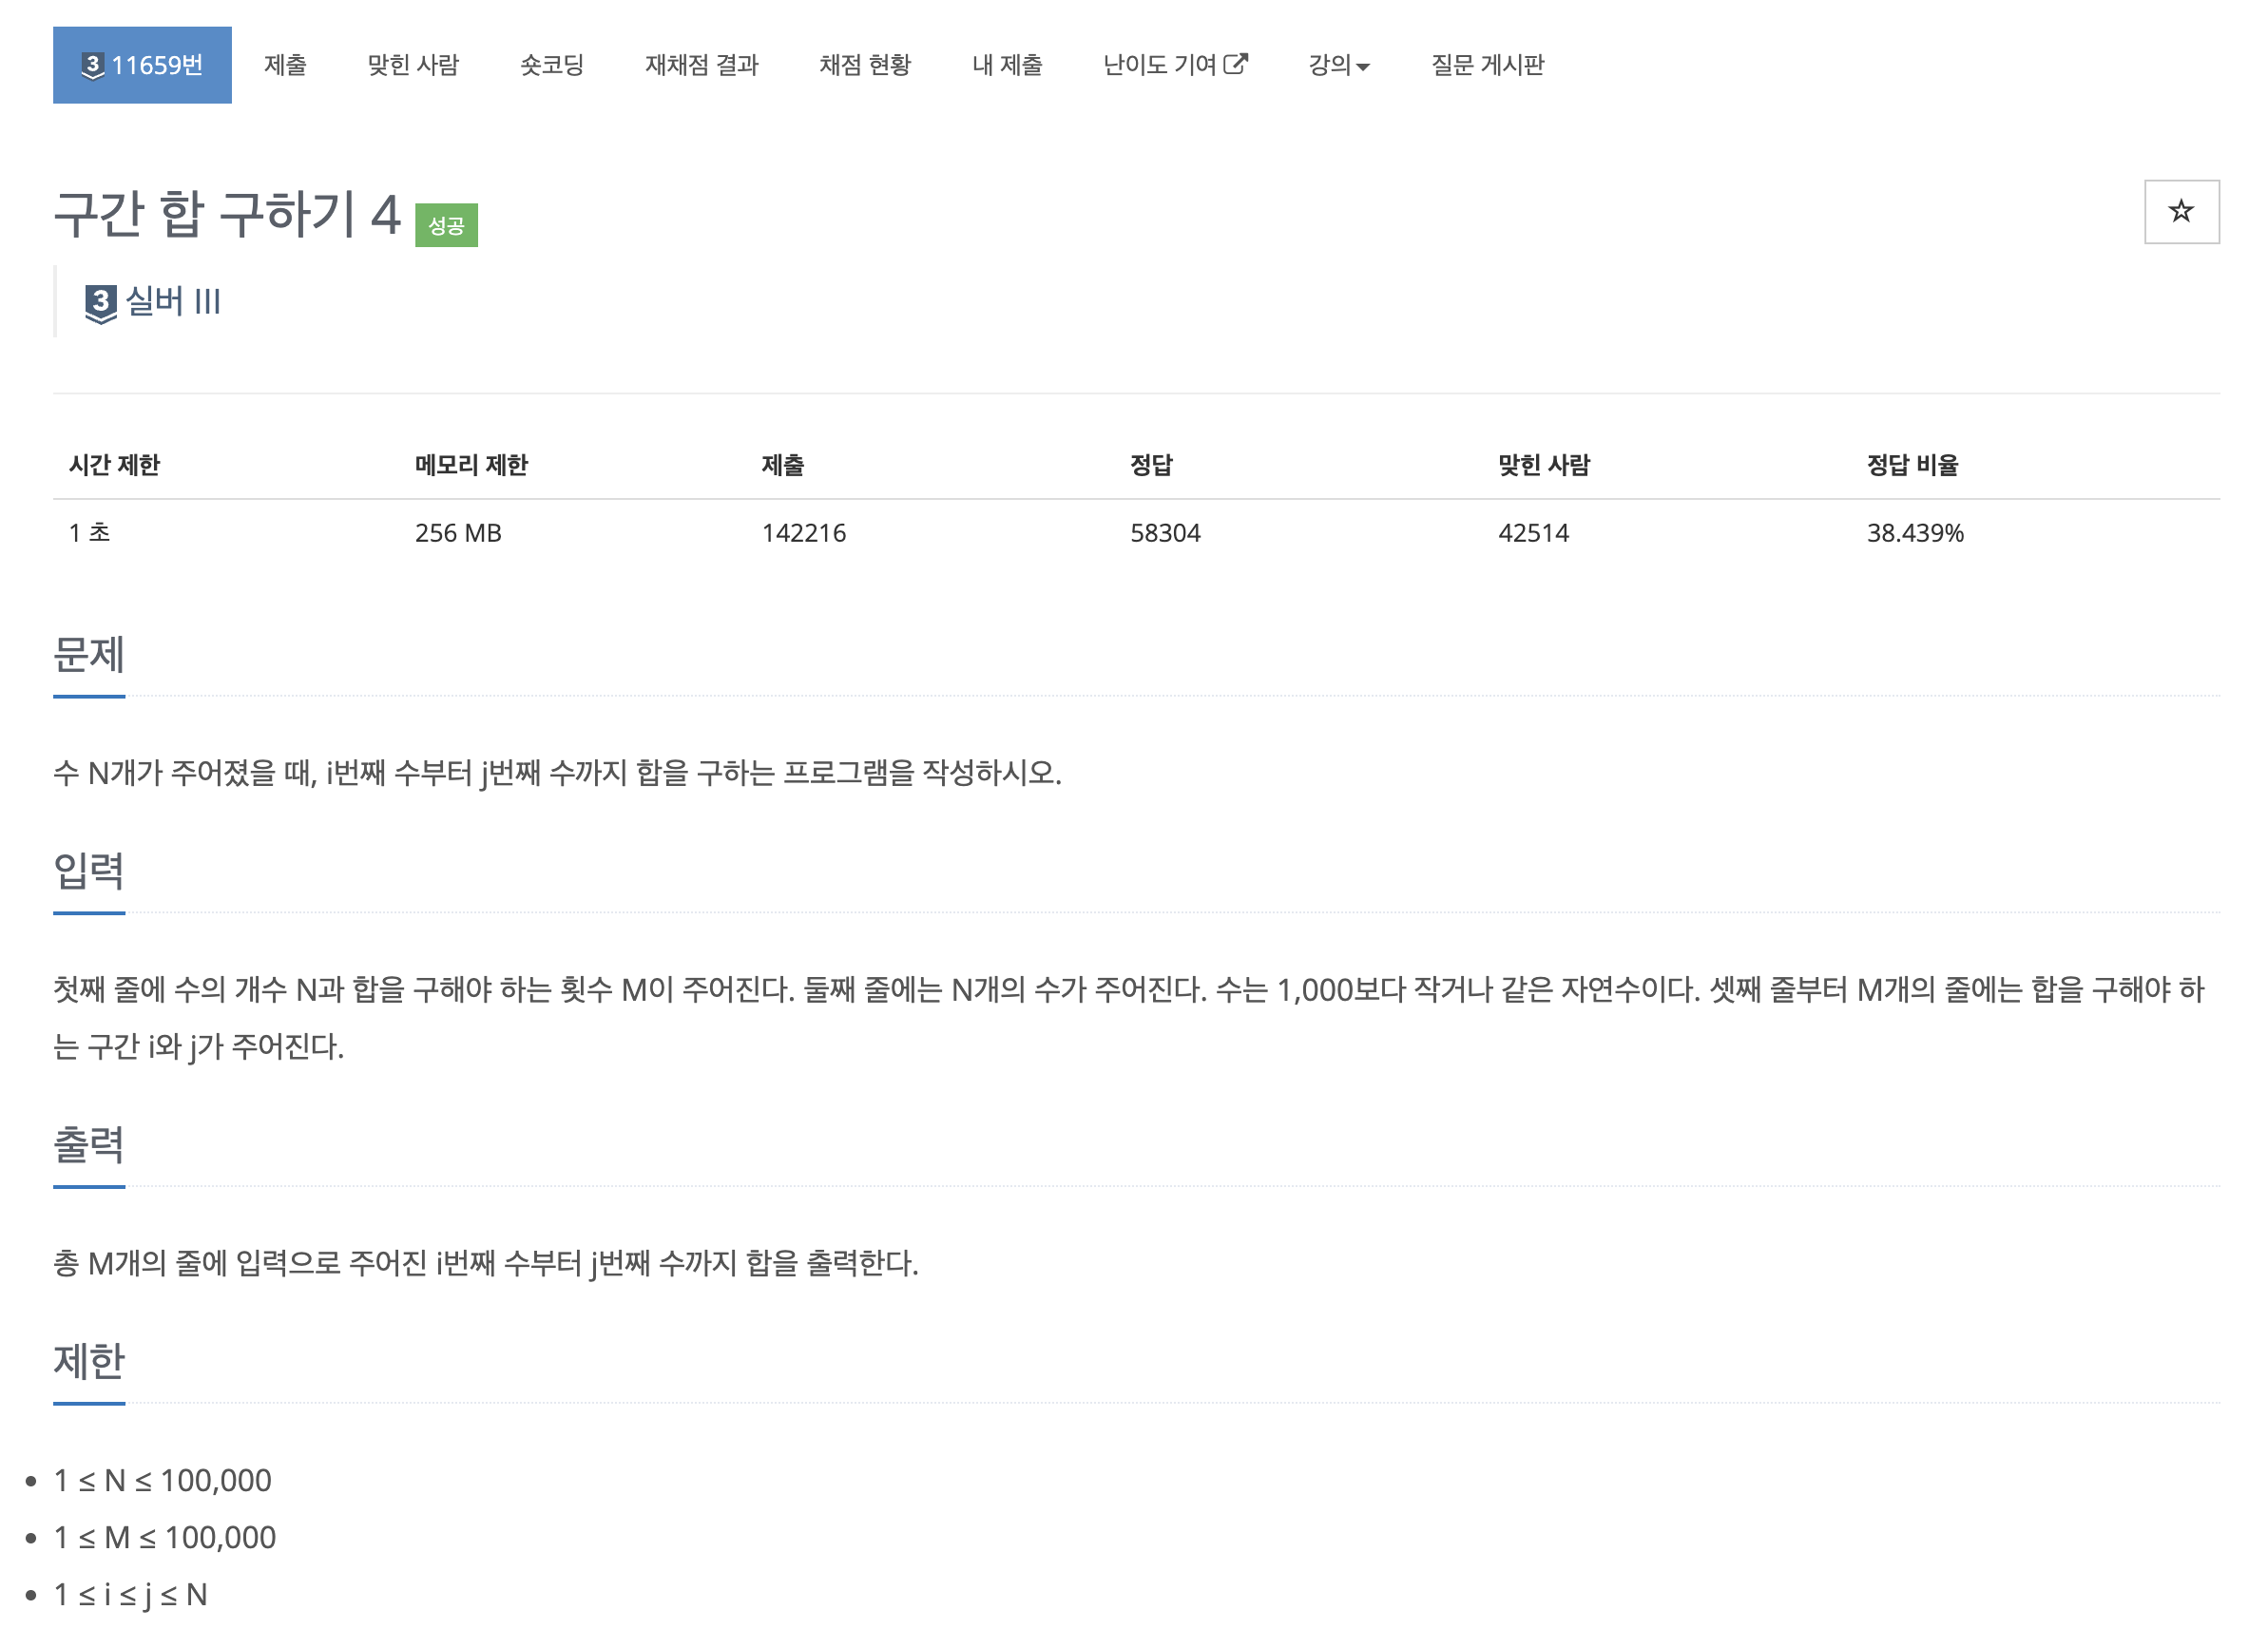 3 11659번 제출 맞힌 사람 숏코딩 재채점 결과 채점 현황 내 제출 난이도 기여 강의 질문 게시판
구간 합 구하기 4 성공
3 실버 III
시간 제한 메모리 제한 제출 정답 맞힌 사람 정답 비율
1 초 256 MB 142216 58304 42514 38.439%
문제
수 N개가 주어졌을 때, i번째 수부터 j번째 수까지 합을 구하는 프로그램을 작성하시오.
입력
첫째 줄에 수의 개수 N과 합을 구해야 하는 횟수 M이 주어진다. 둘째 줄에는 N개의 수가 주어진다. 수는 1,000보다 작거나 같은 자연수이다. 셋째 줄부터 M개의 줄에는 합을 구해야 하
는 구간 i와 j가 주어진다.
출력
총 M개의 줄에 입력으로 주어진 i번째 수부터 j번째 수까지 합을 출력한다.
제한
• 1 ≤ N ≤ 100,000
• 1 ≤ M ≤ 100,000
• 1 ≤ i ≤ j ≤ N